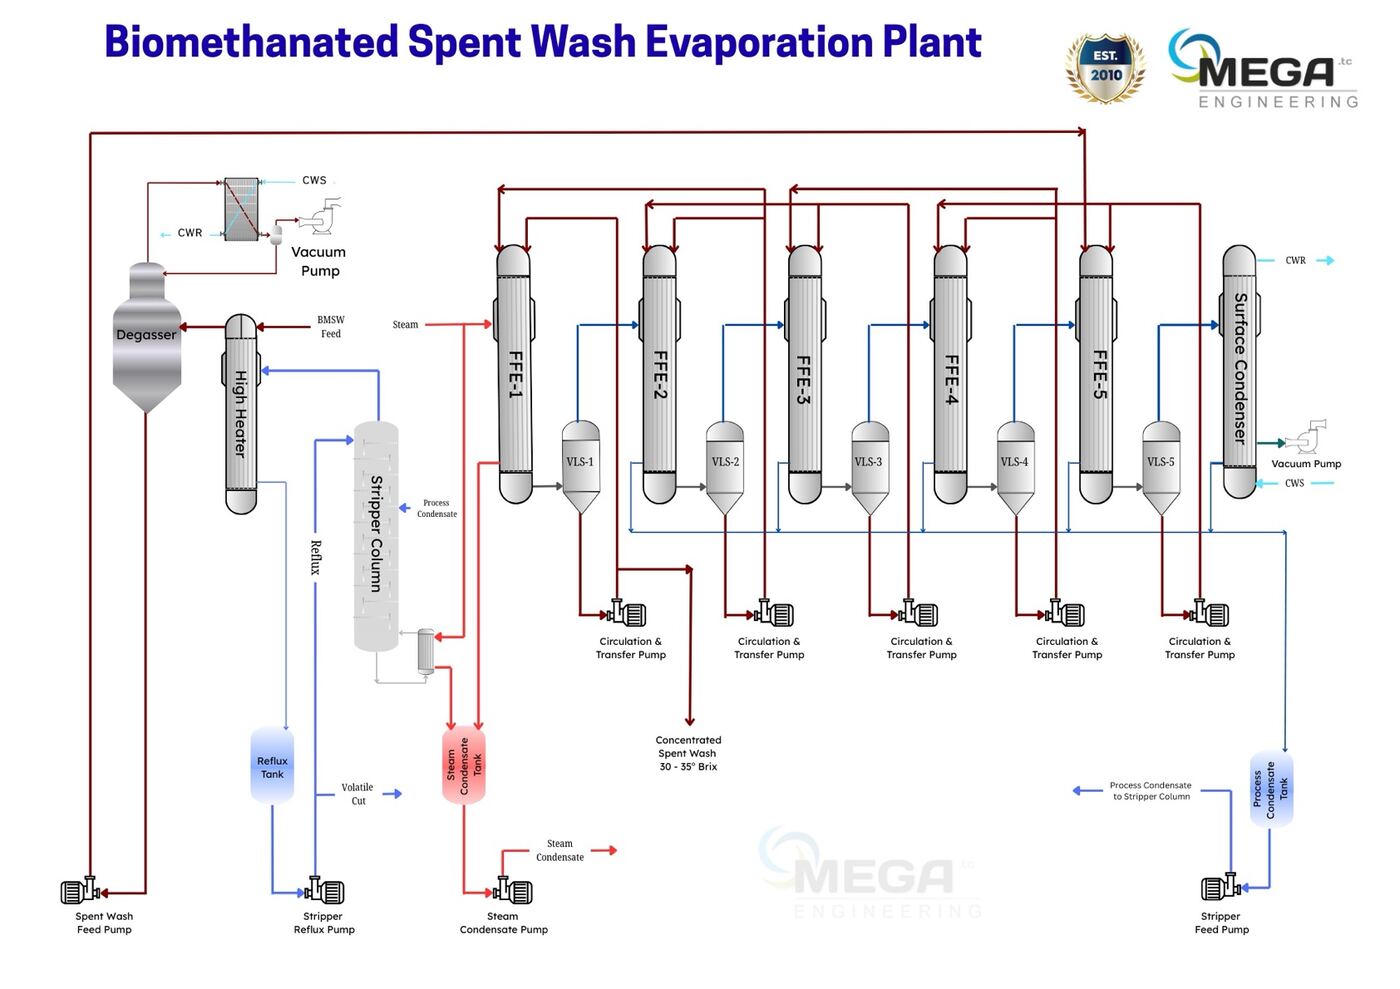 Biomethanated Spent Wash Evaporation Plant
EST.
2010
MEGA.tc
ENGINEERING
CWS
CWR
Vacuum
Pump
Degasser
BMSW
Feed
High Heater
Steam
Reflux
Stripper Column
Process
Condensate
FFE-1
VLS-1
FFE-2
VLS-2
FFE-3
VLS-3
FFE-4
VLS-4
FFE-5
VLS-5
Surface Condenser
CWR
Vacuum Pump
CWS
Circulation &
Transfer Pump
Circulation &
Transfer Pump
Circulation &
Transfer Pump
Circulation &
Transfer Pump
Circulation &
Transfer Pump
Concentrated
Spent Wash
30 - 35° Brix
Reflux
Tank
Volatile
Cut
Steam
Condensate
Tank
Steam
Condensate
Process Condensate
to Stripper Column
Process
Condensate
Tank
MEGA.tc
ENGINEERING
Spent Wash
Feed Pump
Stripper
Reflux Pump
Steam
Condensate Pump
Stripper
Feed Pump